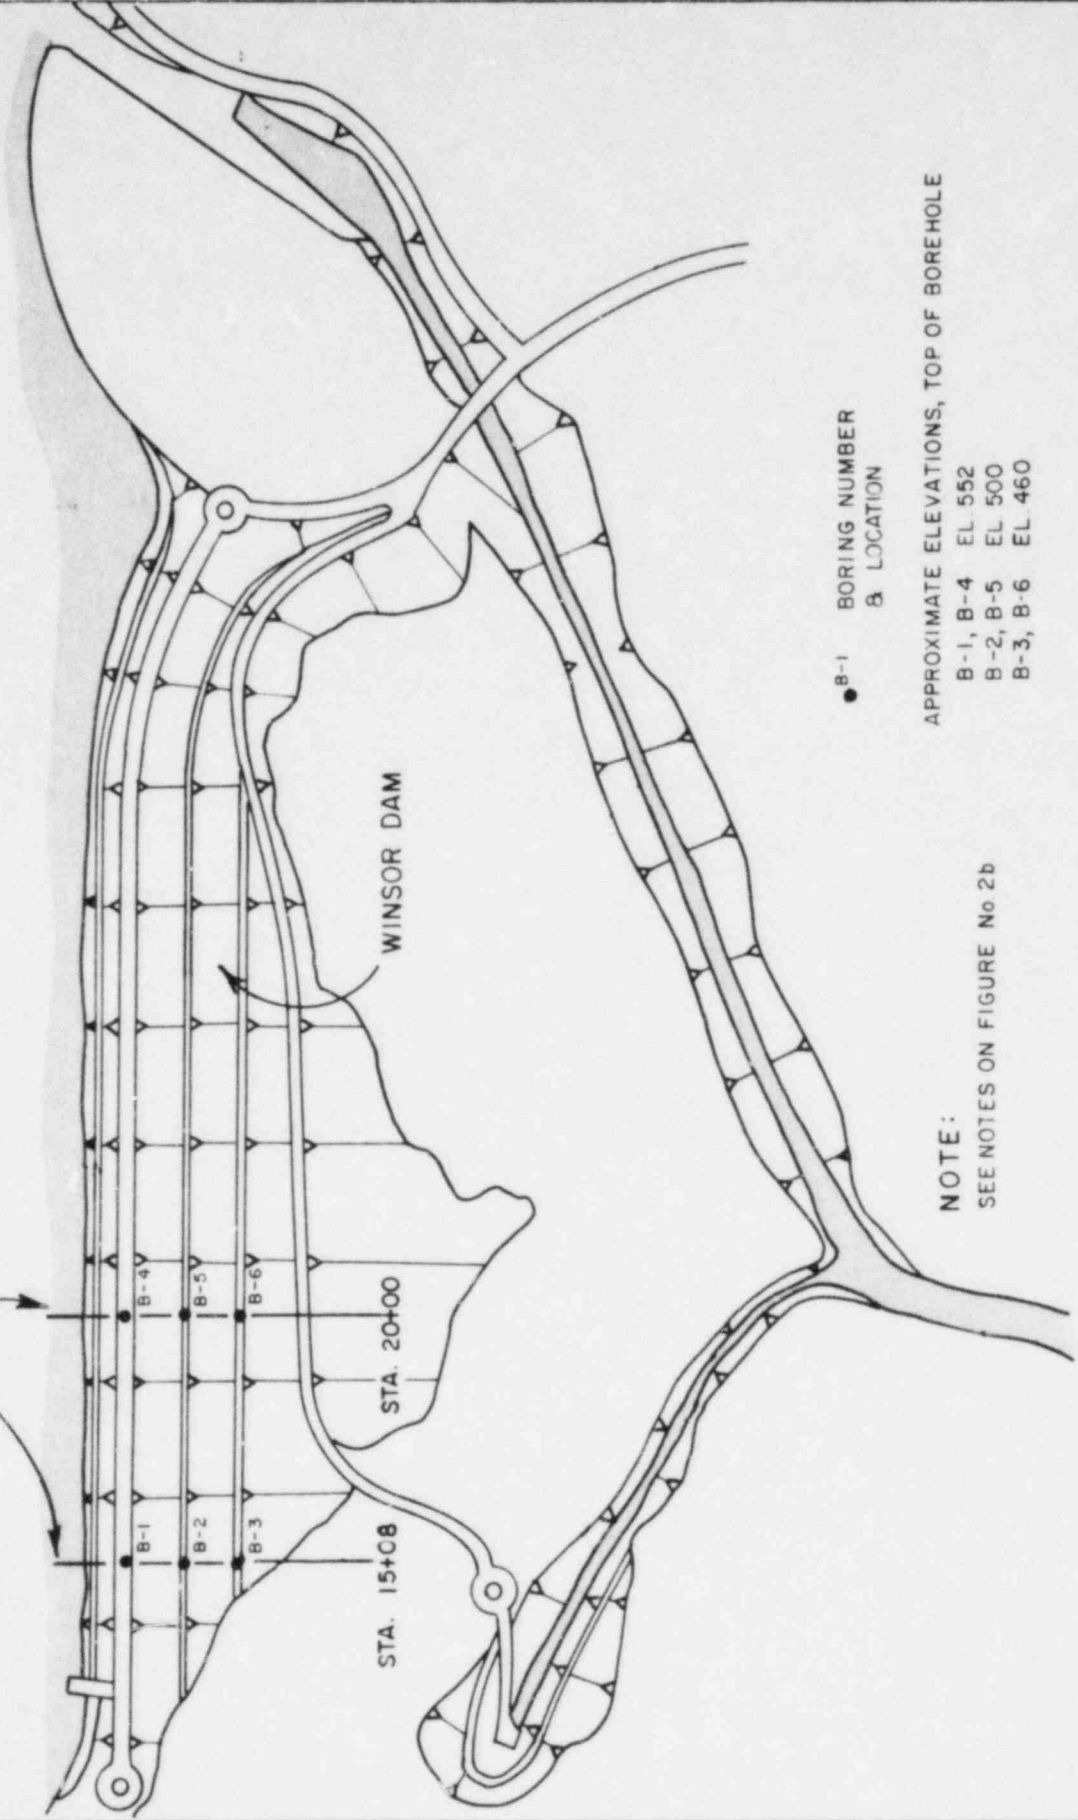 B-1
B-2
B-3
STA. 15+08
B-4
B-5
B-6
STA. 20+00
WINSOR DAM
● B-1 BORING NUMBER
& LOCATION
APPROXIMATE ELEVATIONS, TOP OF BOREHOLE
B-1, B-4 EL. 552
B-2, B-5 EL. 500
B-3, B-6 EL. 460
NOTE:
SEE NOTES ON FIGURE No 2b